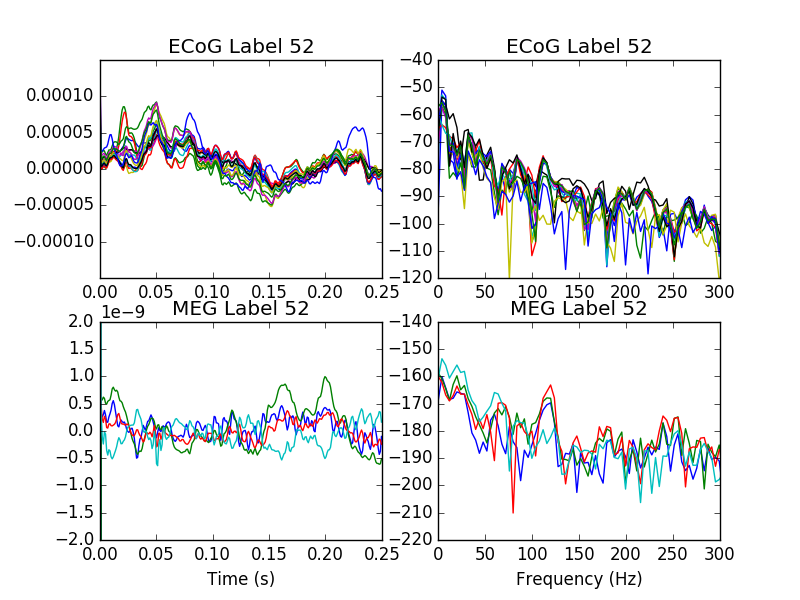 ECoG Label 52
0.00010
0.00005
0.00000
−0.00005
−0.00010
0.00 0.05 0.10 0.15 0.20 0.25
ECoG Label 52
−40
−50
−60
−70
−80
−90
−100
−110
−120
0 50 100 150 200 250 300
MEG Label 52
1e−9
2.0
1.5
1.0
0.5
0.0
−0.5
−1.0
−1.5
−2.0
0.00 0.05 0.10 0.15 0.20 0.25
Time (s)
MEG Label 52
−140
−150
−160
−170
−180
−190
−200
−210
−220
0 50 100 150 200 250 300
Frequency (Hz)